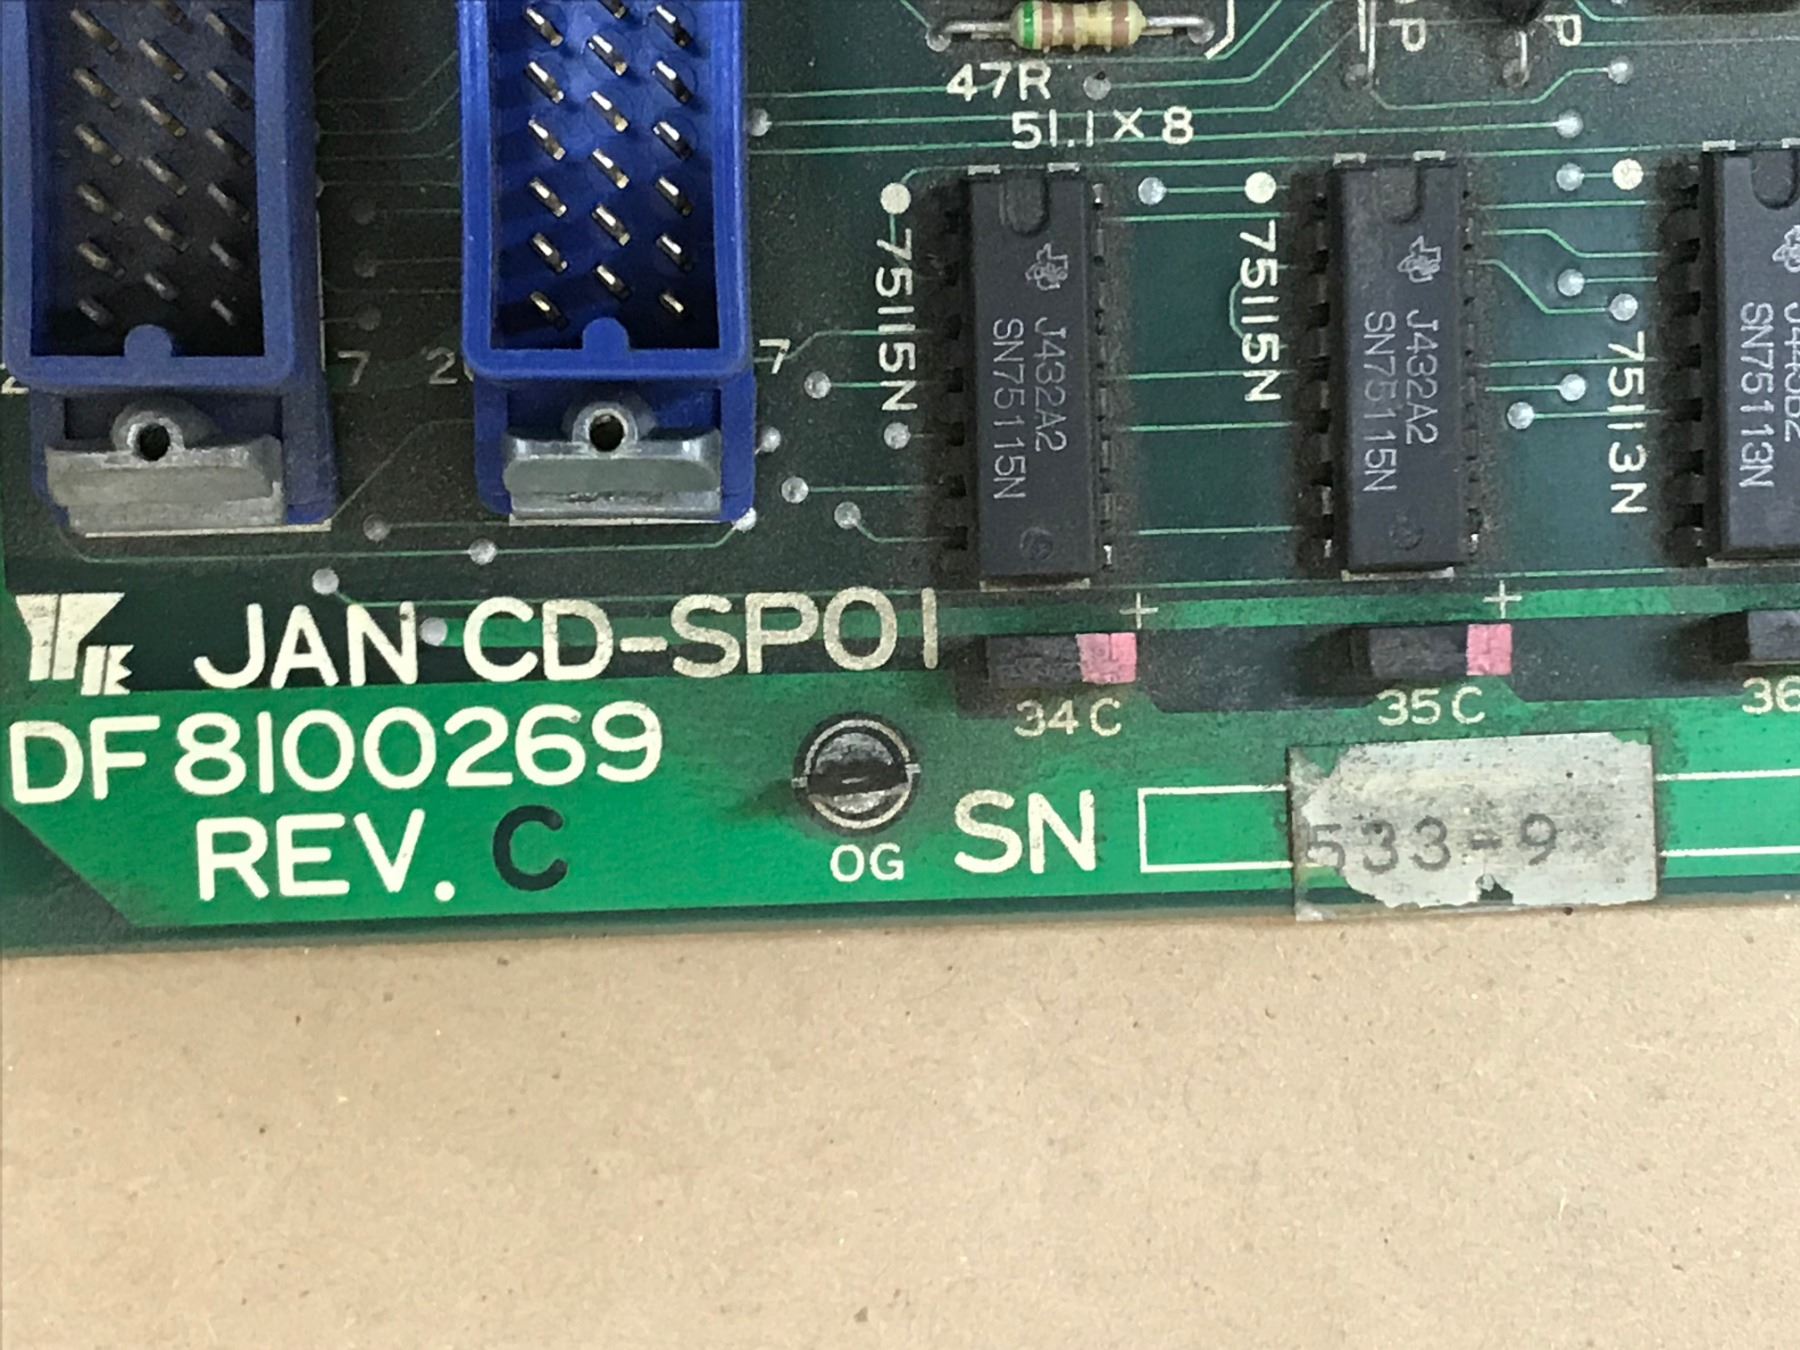 47R
51.1×8
P
P
75115N
J432A2
SN75115N
75115N
J432A2
SN75115N
75113N
SN75113N
7
2
7
JAN CD-SP01
DF8100269
REV. C
OG
SN
533-9
34C
35C
36